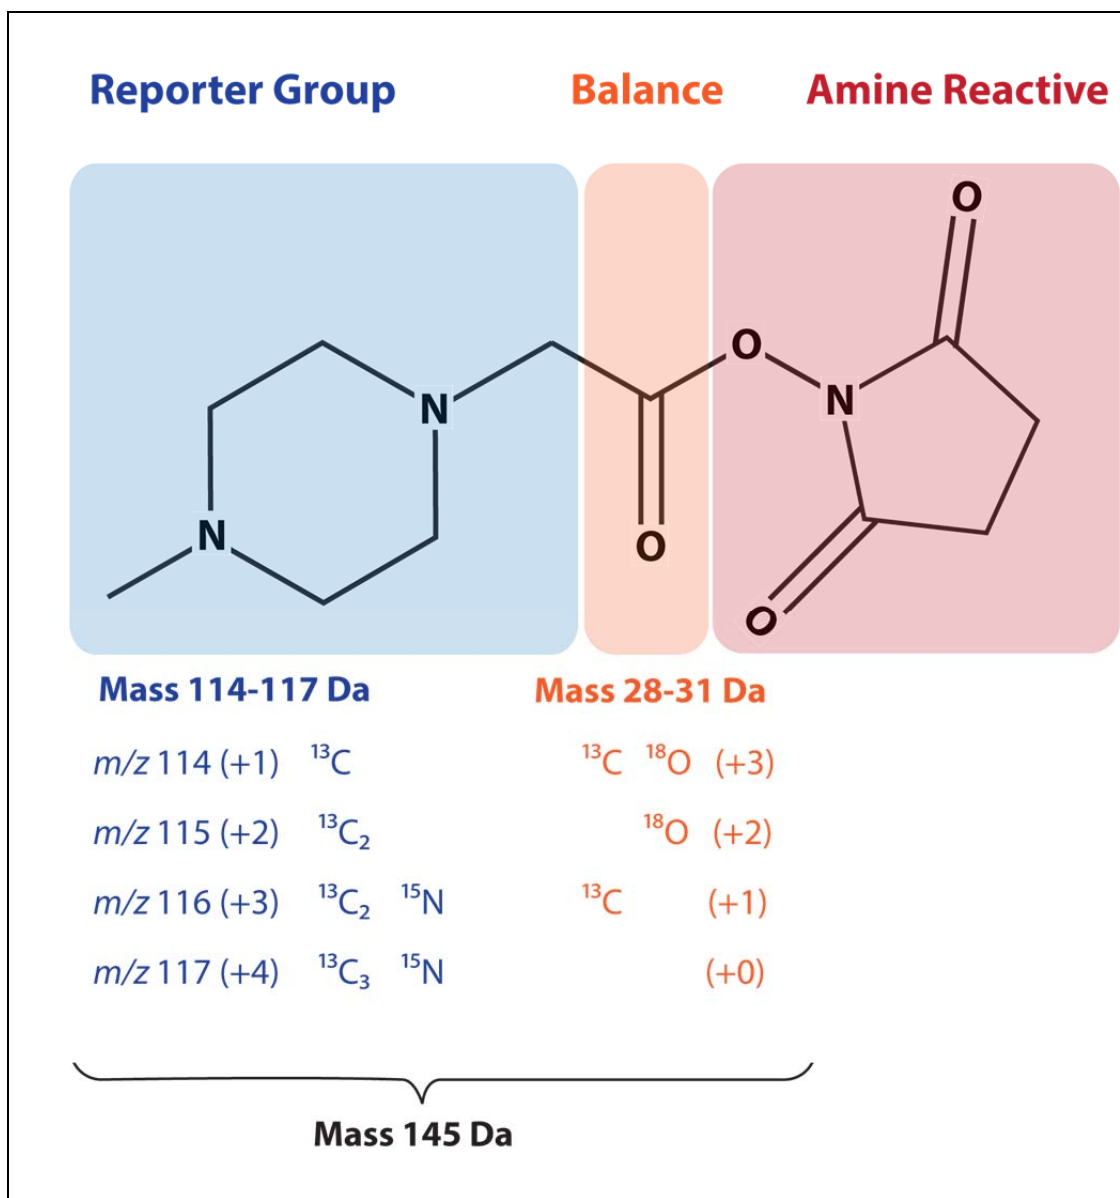 Reporter Group Balance Amine Reactive
O
O
N
N
N
O
O
Mass 114-117 Da Mass 28-31 Da
m/z 114 (+1) ¹³C ¹³C ¹⁸O (+3)
m/z 115 (+2) ¹³C₂ ¹⁸O (+2)
m/z 116 (+3) ¹³C₂ ¹⁵N ¹³C (+1)
m/z 117 (+4) ¹³C₃ ¹⁵N (+0)
Mass 145 Da